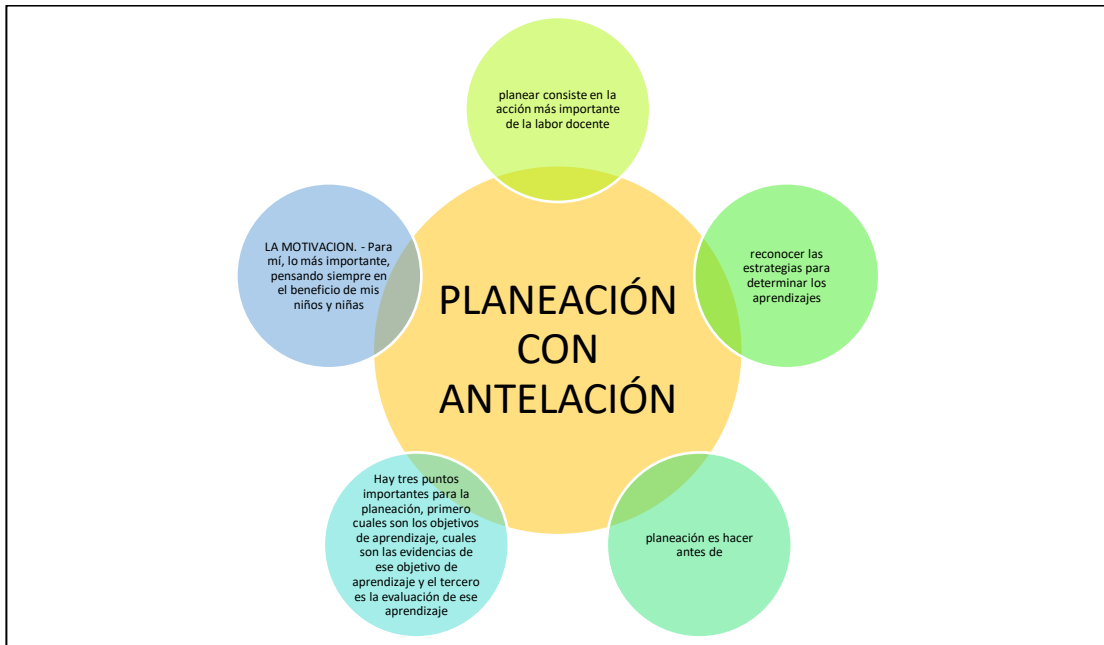 planear consiste en la
acción más importante
de la labor docente
LA MOTIVACION. - Para
mí, lo más importante,
pensando siempre en
el beneficio de mis
niños y niñas
reconocer las
estrategias para
determinar los
aprendizajes
PLANEACIÓN
CON
ANTELACIÓN
Hay tres puntos
importantes para la
planeación, primero
cuales son los objetivos
de aprendizaje, cuales
son las evidencias de
ese objetivo de
aprendizaje y el tercero
es la evaluación de ese
aprendizaje
planeación es hacer
antes de